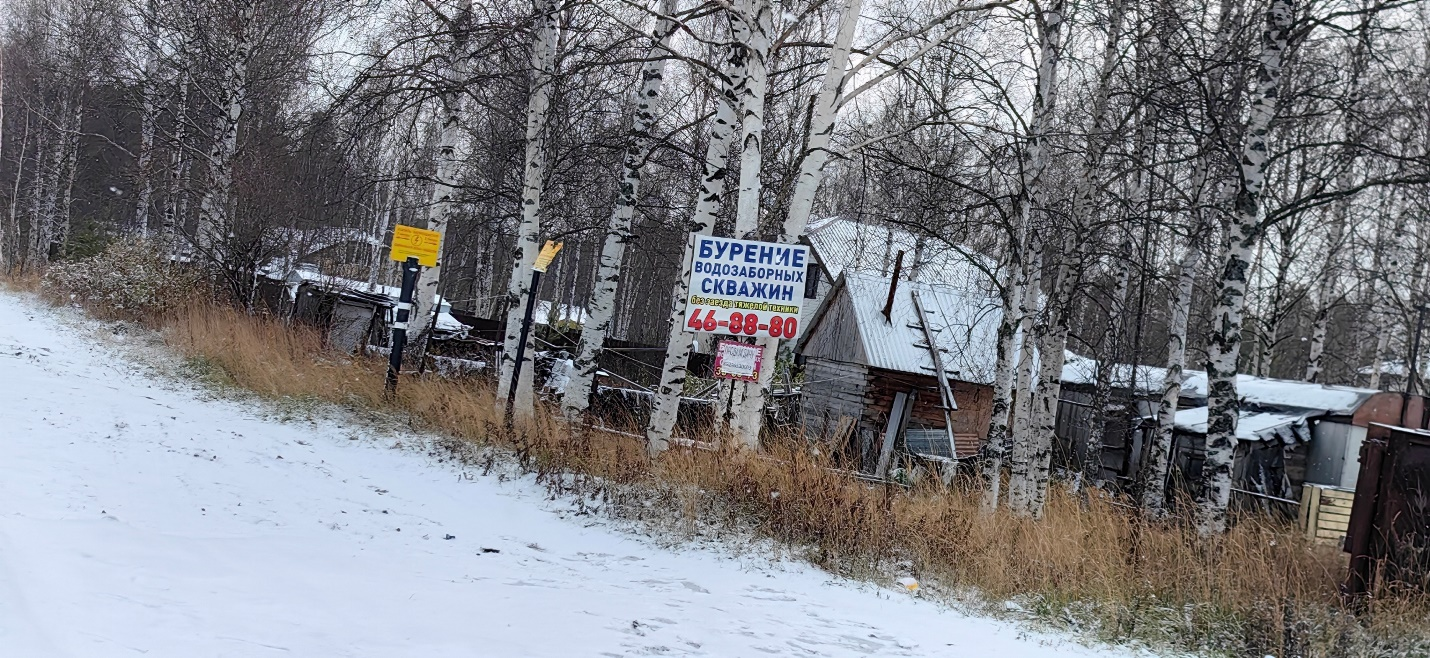 БУРЕНИЕ
ВОДОЗАБОРНЫХ
СКВАЖИН
без заезда тяжелой техники
46-88-80